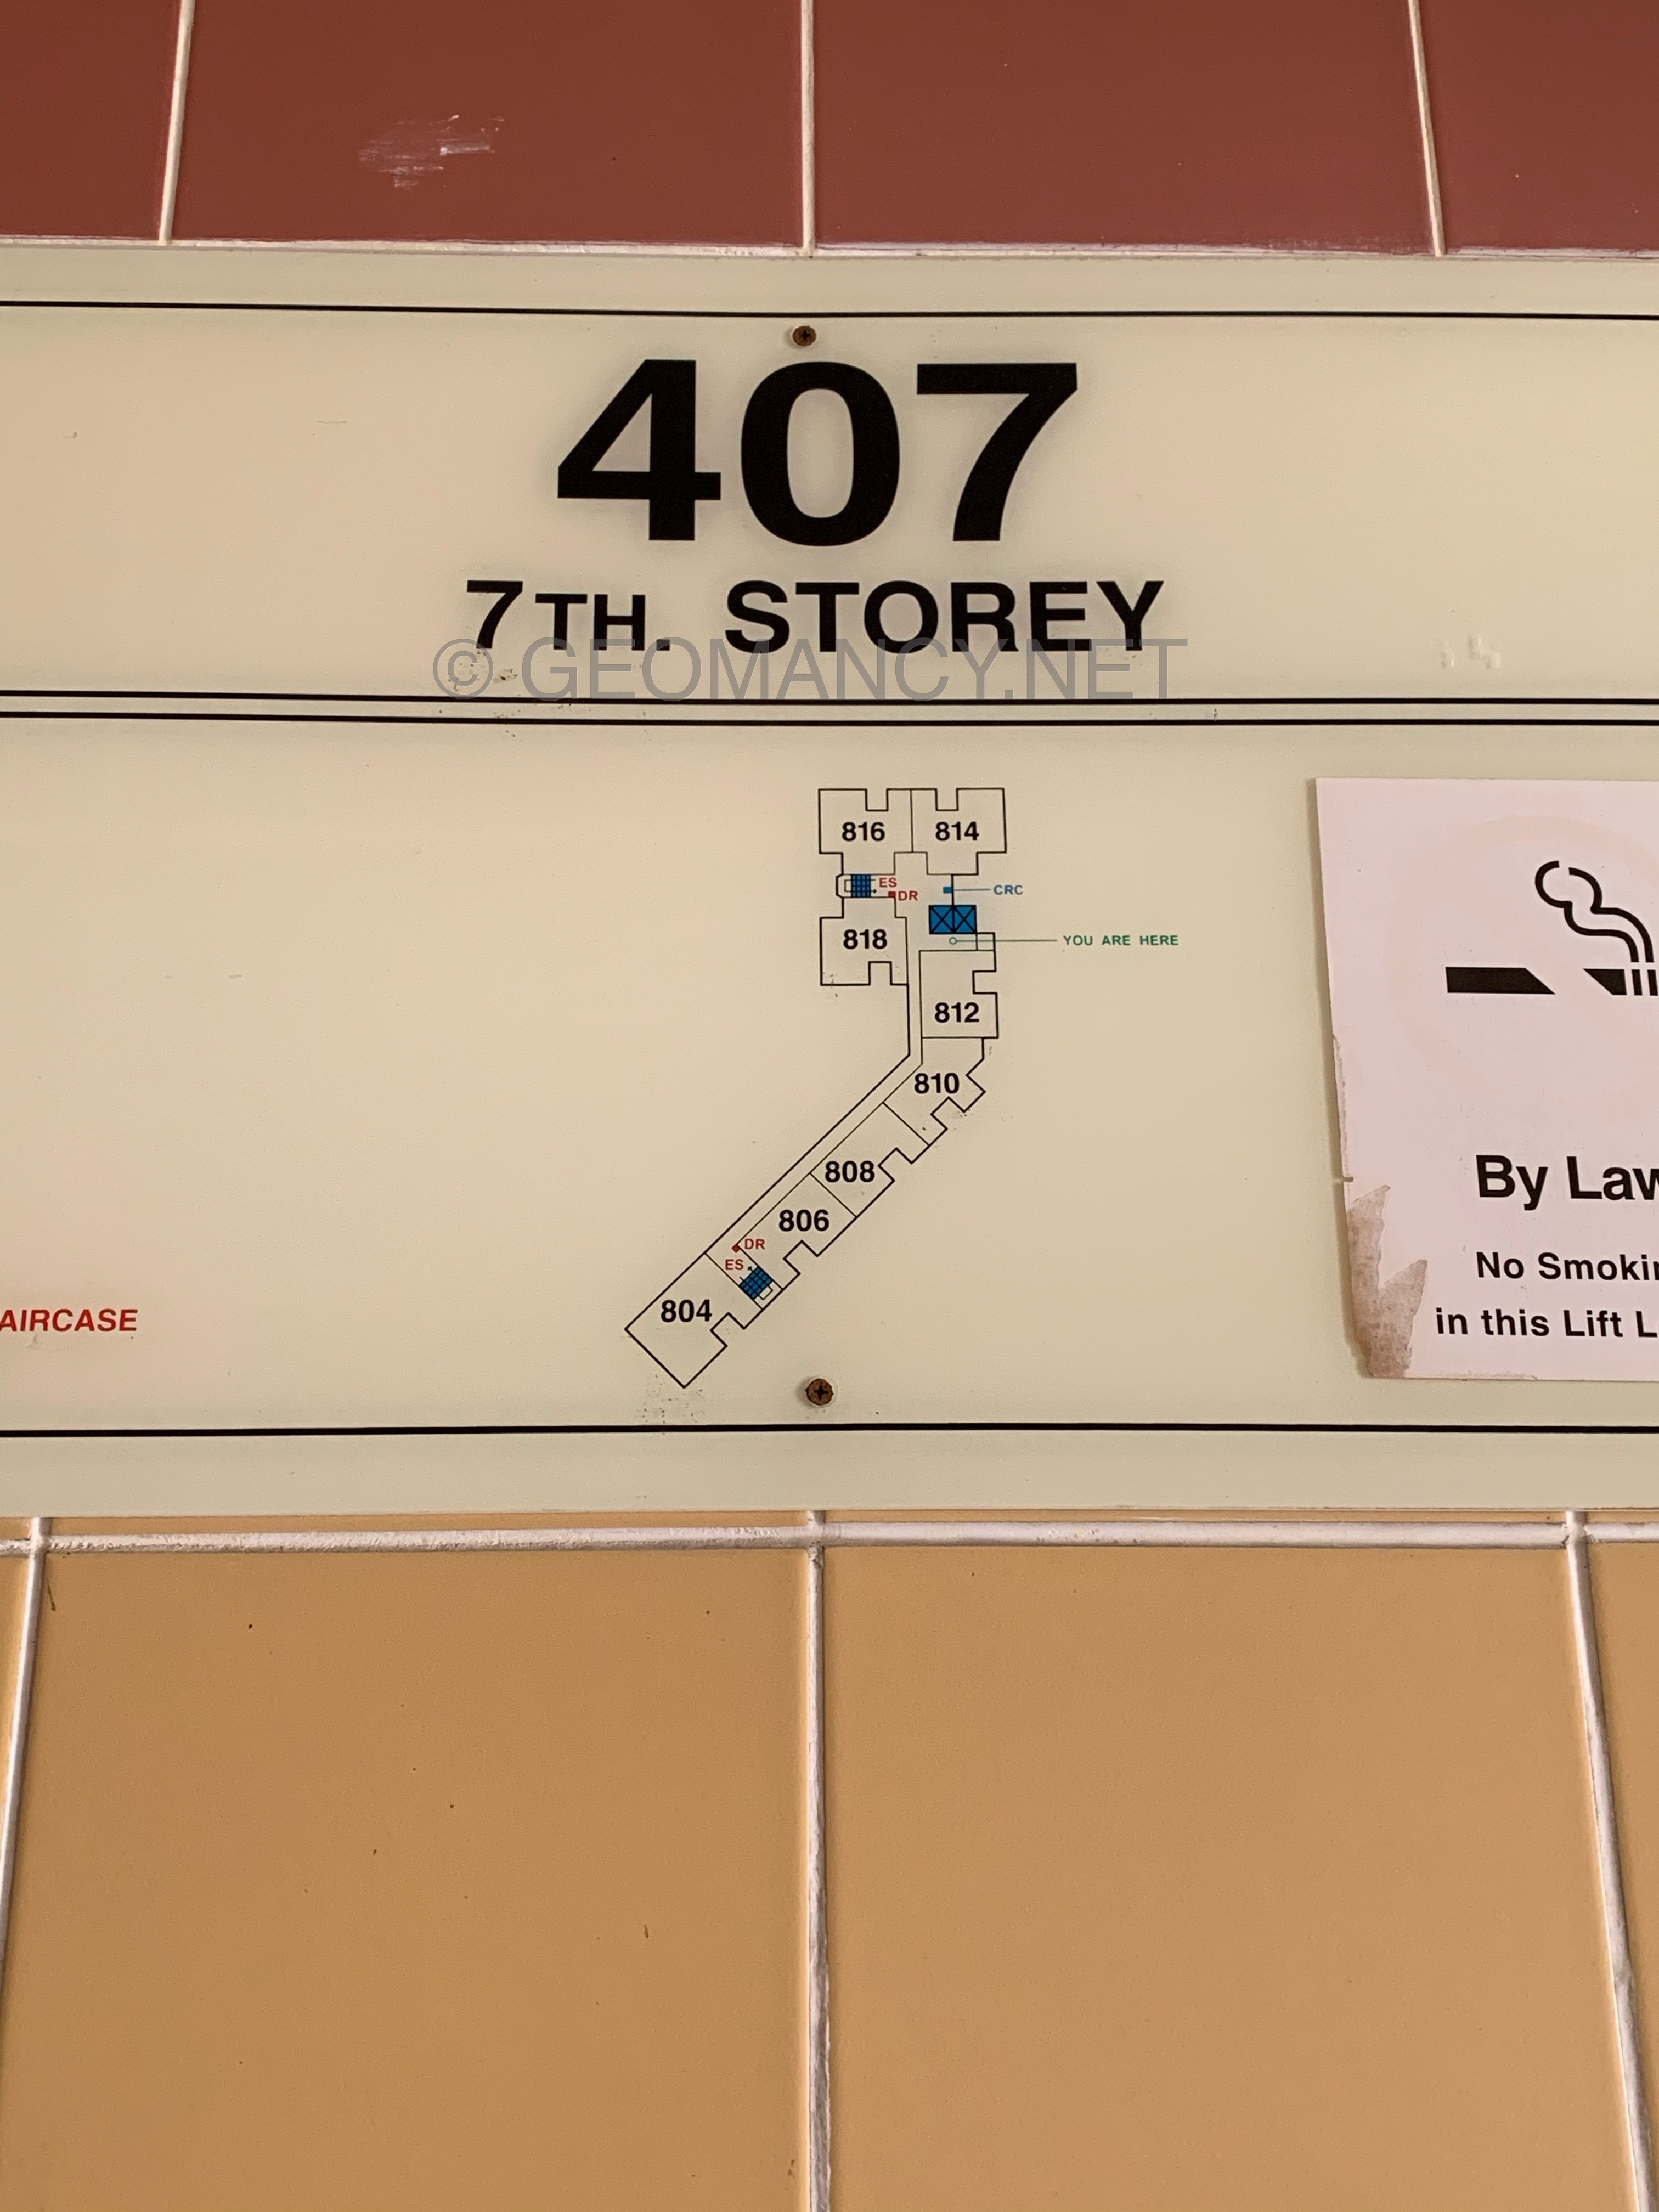 407
7TH. STOREY
© GEOMANCY.NET
816
814
ES
DR
CRC
818
YOU ARE HERE
812
810
808
806
DR
ES
804
AIRCASE
By Law
No Smokin
in this Lift L